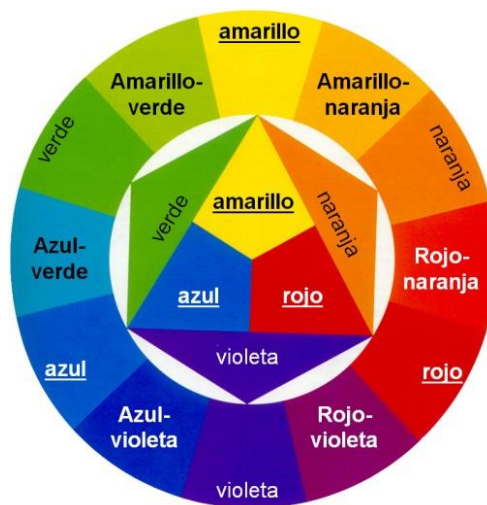 amarillo
Amarillo-
naranja
naranja
Rojo-
naranja
rojo
Rojo-
violeta
violeta
Azul-
violeta
azul
Azul-
verde
verde
Amarillo-
verde
amarillo
naranja
rojo
violeta
azul
verde